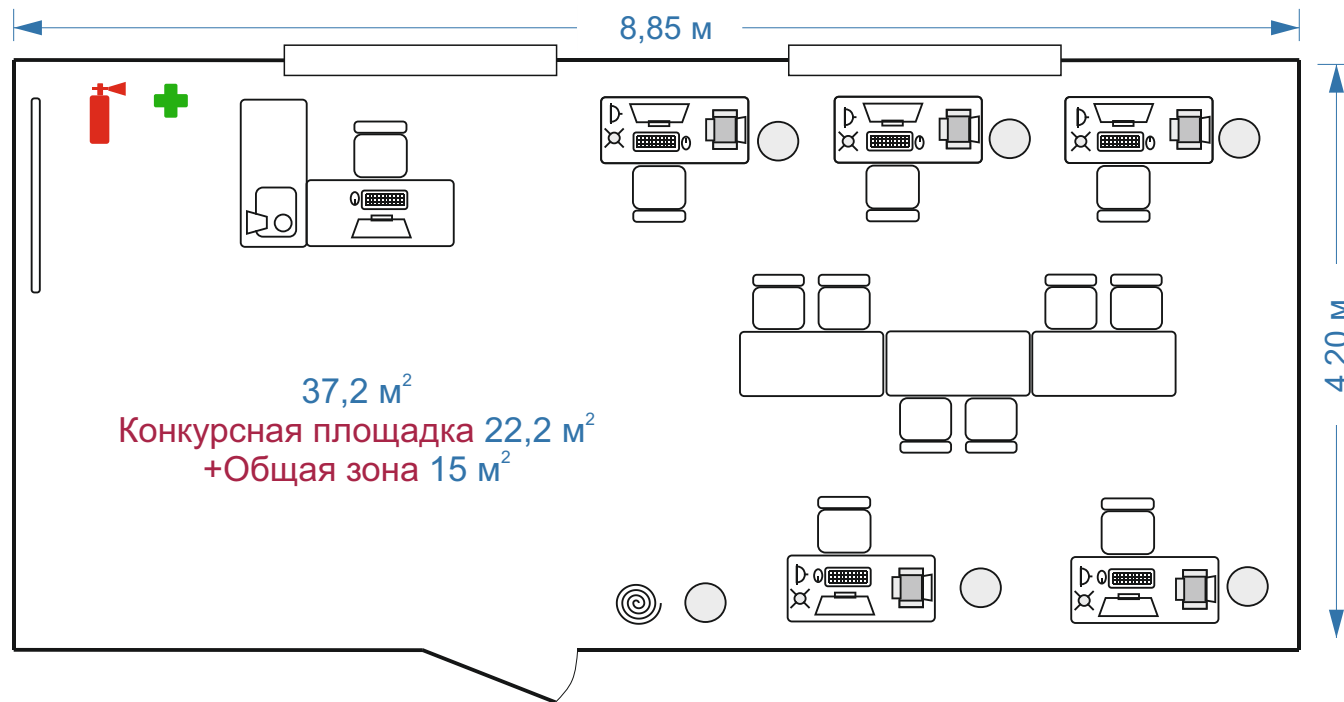 8,85 м
4,20 м
37,2 м²
Конкурсная площадка 22,2 м²
+Общая зона 15 м²